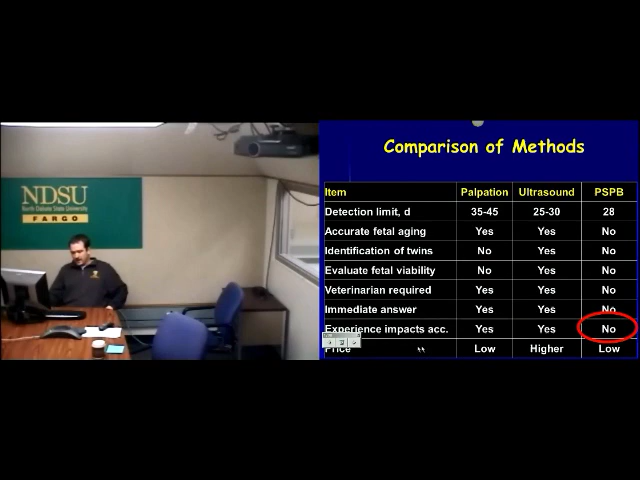 NDSU
North Dakota State University
FARGO
Comparison of Methods
Item Palpation Ultrasound PSPB
Detection limit, d 35-45 25-30 28
Accurate fetal aging Yes Yes No
Identification of twins No Yes No
Evaluate fetal viability No Yes No
Veterinarian required Yes Yes No
Immediate answer Yes Yes No
Experience impacts acc. Yes Yes No
Price Low Higher Low